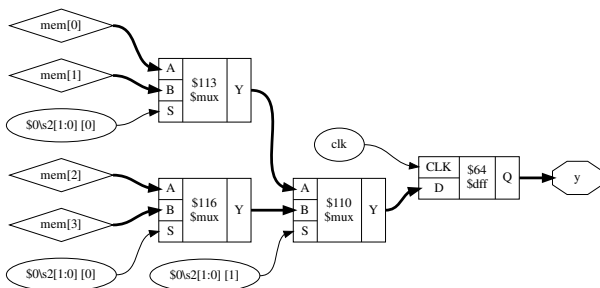 mem[0]
mem[1]
$0\s2[1:0] [0]
A
B
S
$113
$mux
Y
mem[2]
mem[3]
$0\s2[1:0] [0]
A
B
S
$116
$mux
Y
$0\s2[1:0] [1]
A
B
S
$110
$mux
Y
clk
CLK
D
$64
$dff
Q
y